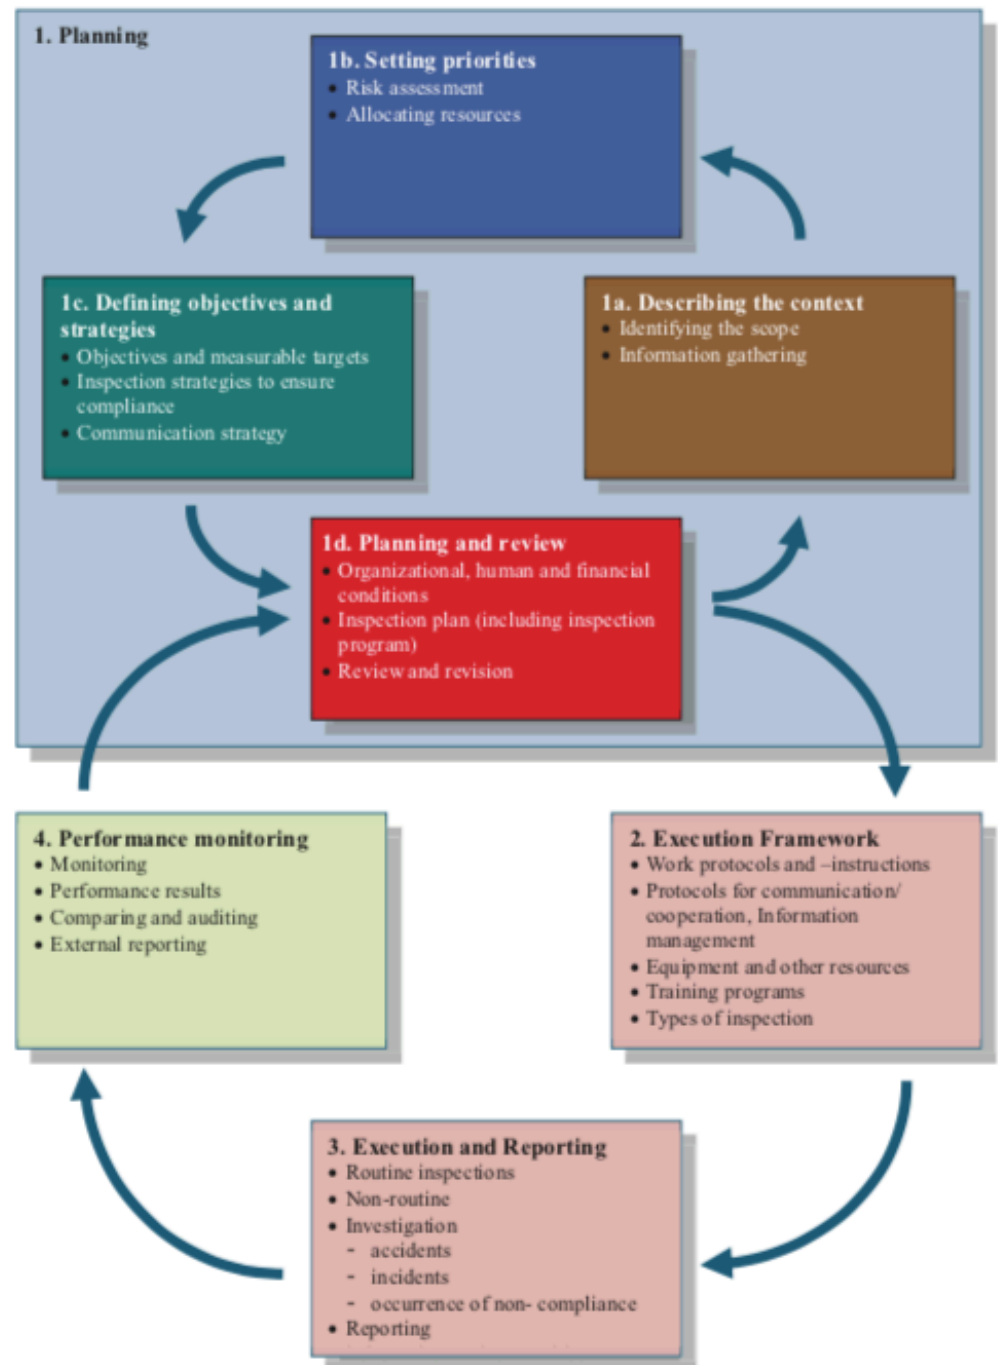 1. Planning
1b. Setting priorities
• Risk assessment
• Allocating resources
1c. Defining objectives and
strategies
• Objectives and measurable targets
• Inspection strategies to ensure
compliance
• Communication strategy
1a. Describing the context
• Identifying the scope
• Information gathering
1d. Planning and review
• Organizational, human and financial
conditions
• Inspection plan (including inspection
program)
• Review and revision
4. Performance monitoring
• Monitoring
• Performance results
• Comparing and auditing
• External reporting
2. Execution Framework
• Work protocols and –instructions
• Protocols for communication/
cooperation, Information
management
• Equipment and other resources
• Training programs
• Types of inspection
3. Execution and Reporting
• Routine inspections
• Non-routine
• Investigation
- accidents
- incidents
- occurrence of non- compliance
• Reporting